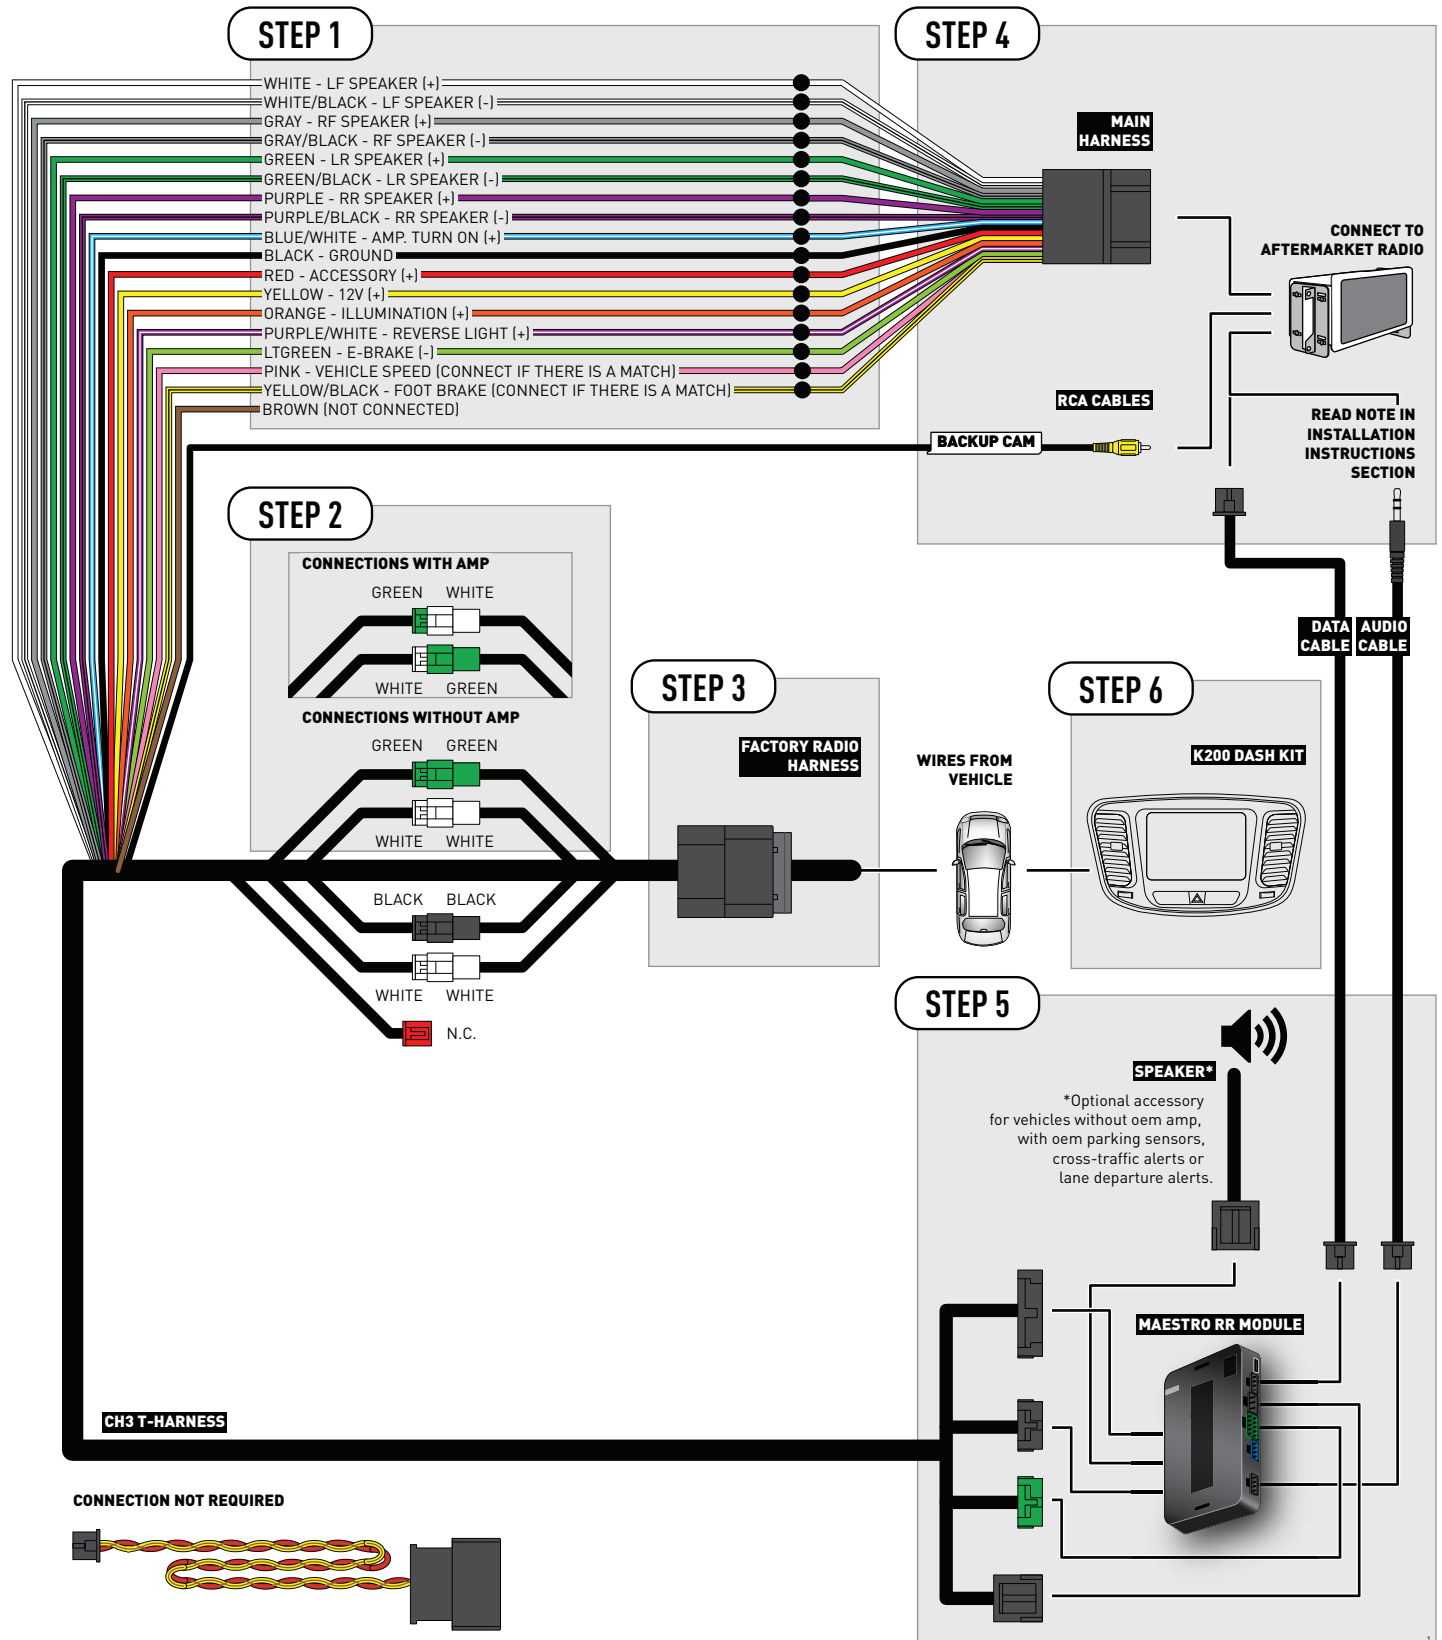 STEP 1
WHITE - LF SPEAKER (+)
WHITE/BLACK - LF SPEAKER (-)
GRAY - RF SPEAKER (+)
GRAY/BLACK - RF SPEAKER (-)
GREEN - LR SPEAKER (+)
GREEN/BLACK - LR SPEAKER (-)
PURPLE - RR SPEAKER (+)
PURPLE/BLACK - RR SPEAKER (-)
BLUE/WHITE - AMP. TURN ON (+)
BLACK - GROUND
RED - ACCESSORY (+)
YELLOW - 12V (+)
ORANGE - ILLUMINATION (+)
PURPLE/WHITE - REVERSE LIGHT (+)
LTGREEN - E-BRAKE (-)
PINK - VEHICLE SPEED (CONNECT IF THERE IS A MATCH)
YELLOW/BLACK - FOOT BRAKE (CONNECT IF THERE IS A MATCH)
BROWN (NOT CONNECTED)
STEP 4
MAIN
HARNESS
CONNECT TO
AFTERMARKET RADIO
RCA CABLES
BACKUP CAM
READ NOTE IN
INSTALLATION
INSTRUCTIONS
SECTION
DATA
CABLE
AUDIO
CABLE
STEP 2
CONNECTIONS WITH AMP
GREEN WHITE
WHITE GREEN
CONNECTIONS WITHOUT AMP
GREEN GREEN
WHITE WHITE
BLACK BLACK
WHITE WHITE
N.C.
STEP 3
FACTORY RADIO
HARNESS
WIRES FROM
VEHICLE
STEP 6
K200 DASH KIT
STEP 5
SPEAKER*
*Optional accessory
for vehicles without oem amp,
with oem parking sensors,
cross-traffic alerts or
lane departure alerts.
MAESTRO RR MODULE
CH3 T-HARNESS
CONNECTION NOT REQUIRED
1